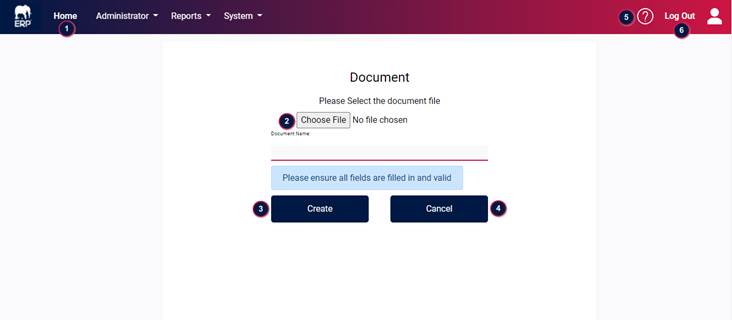 ERP
Home Administrator Reports System 5 ? Log Out
1 6
Document
Please Select the document file
2 Choose File No file chosen
Document Name
Please ensure all fields are filled in and valid
3 Create Cancel 4